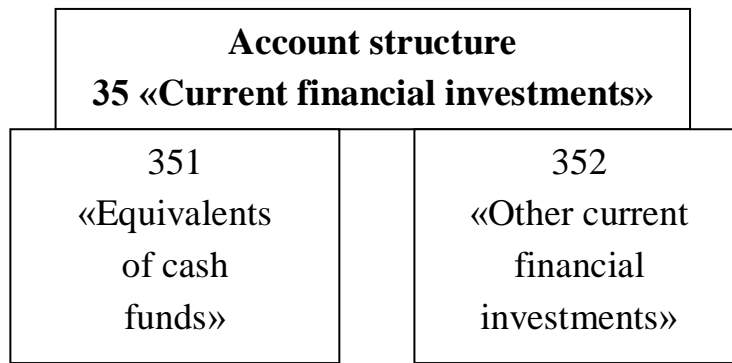 Account structure
35 «Current financial investments»
351
«Equivalents
of cash
funds»
352
«Other current
financial
investments»